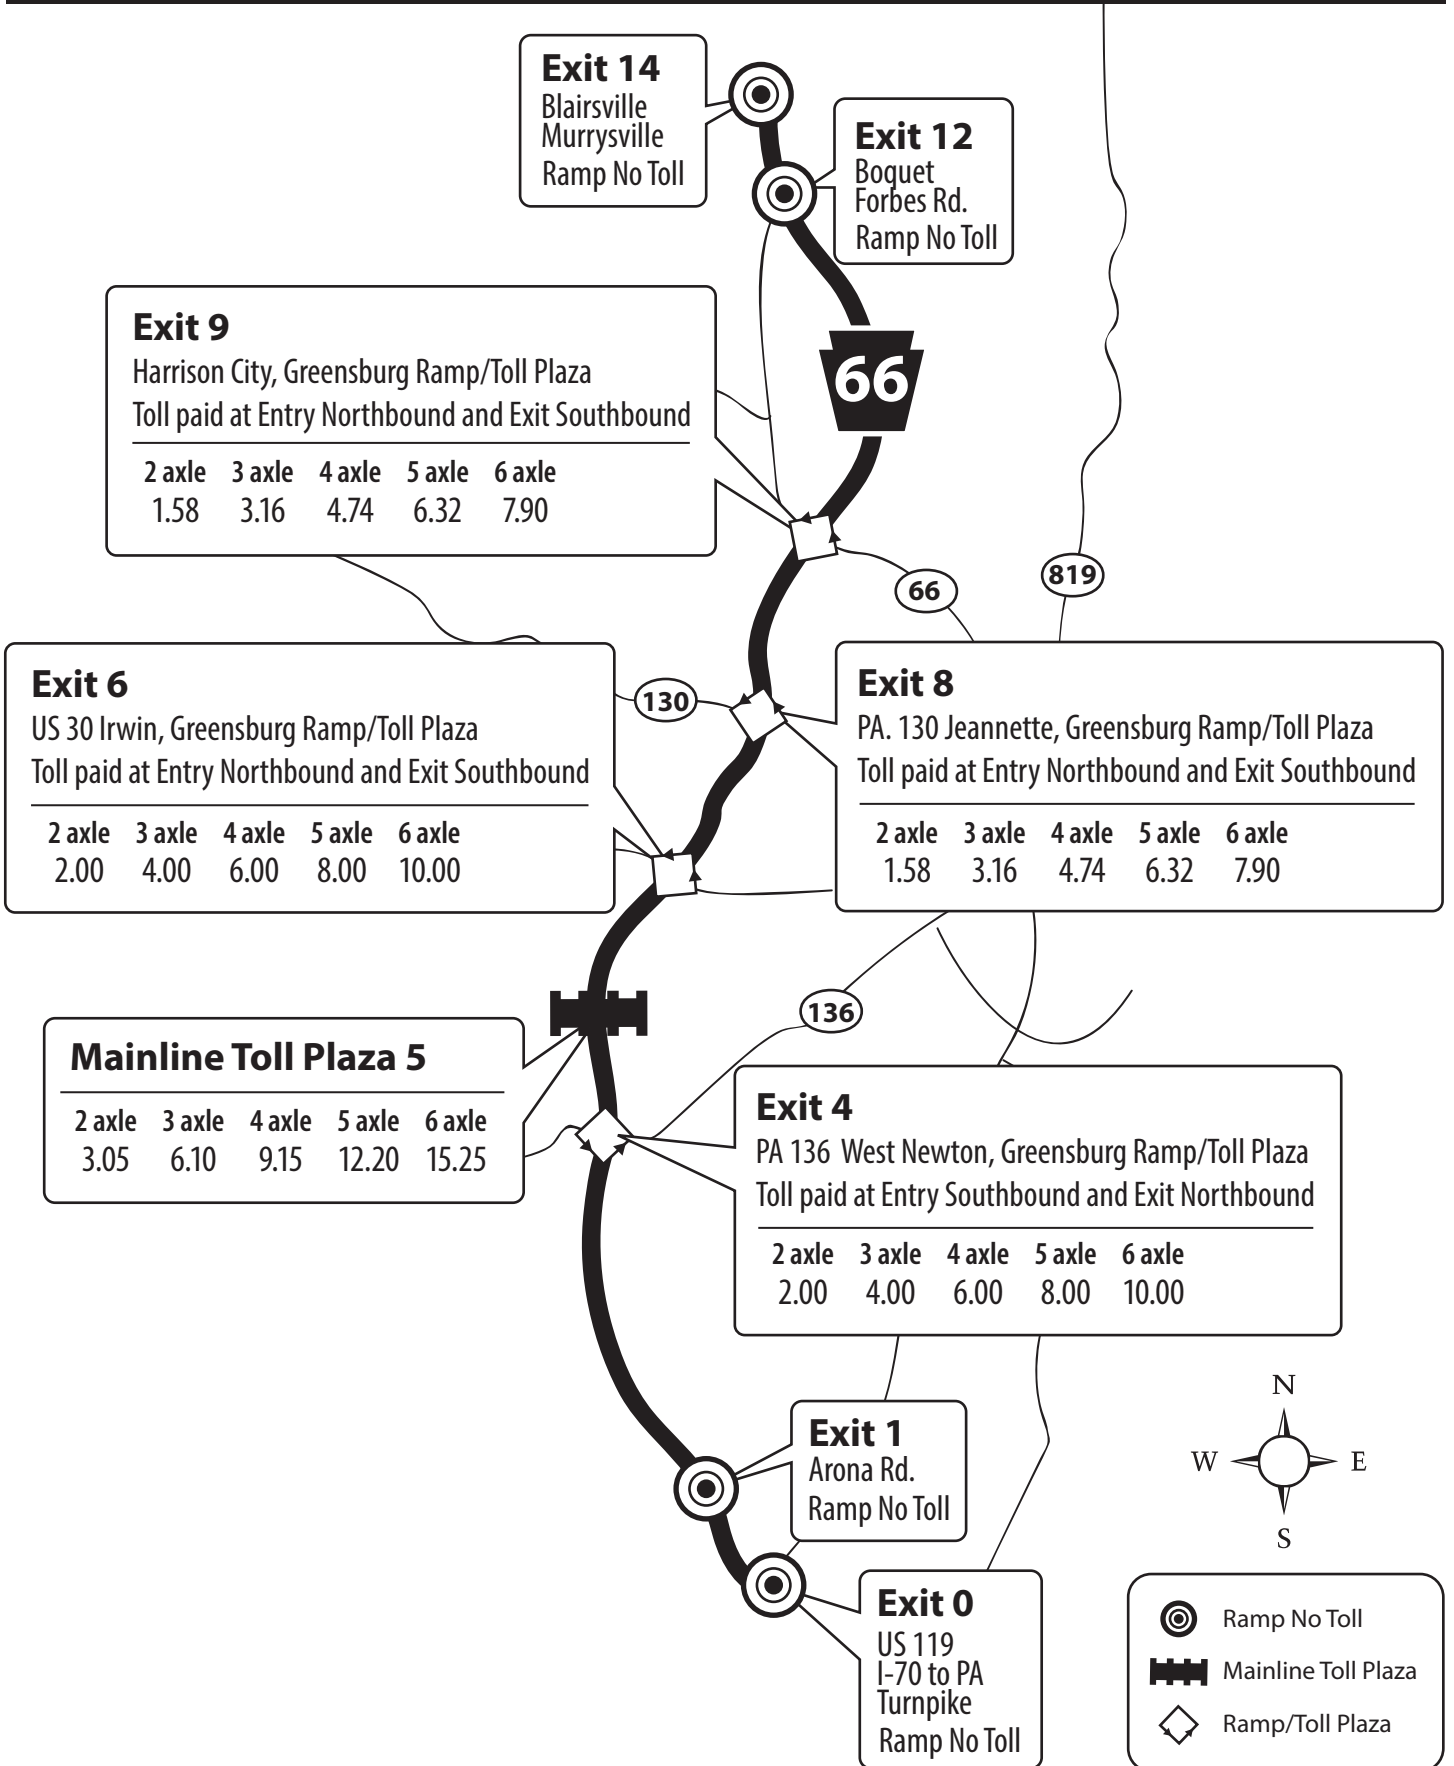 Exit 14
Blairsville
Murrysville
Ramp No Toll
Exit 12
Boquet
Forbes Rd.
Ramp No Toll
Exit 9
Harrison City, Greensburg Ramp/Toll Plaza
Toll paid at Entry Northbound and Exit Southbound
2 axle 3 axle 4 axle 5 axle 6 axle
1.58 3.16 4.74 6.32 7.90
66
66
819
Exit 6
US 30 Irwin, Greensburg Ramp/Toll Plaza
Toll paid at Entry Northbound and Exit Southbound
2 axle 3 axle 4 axle 5 axle 6 axle
2.00 4.00 6.00 8.00 10.00
130
Exit 8
PA. 130 Jeannette, Greensburg Ramp/Toll Plaza
Toll paid at Entry Northbound and Exit Southbound
2 axle 3 axle 4 axle 5 axle 6 axle
1.58 3.16 4.74 6.32 7.90
136
Mainline Toll Plaza 5
2 axle 3 axle 4 axle 5 axle 6 axle
3.05 6.10 9.15 12.20 15.25
Exit 4
PA 136 West Newton, Greensburg Ramp/Toll Plaza
Toll paid at Entry Southbound and Exit Northbound
2 axle 3 axle 4 axle 5 axle 6 axle
2.00 4.00 6.00 8.00 10.00
Exit 1
Arona Rd.
Ramp No Toll
N
W E
S
Exit 0
US 119
I-70 to PA
Turnpike
Ramp No Toll
Ramp No Toll
Mainline Toll Plaza
Ramp/Toll Plaza